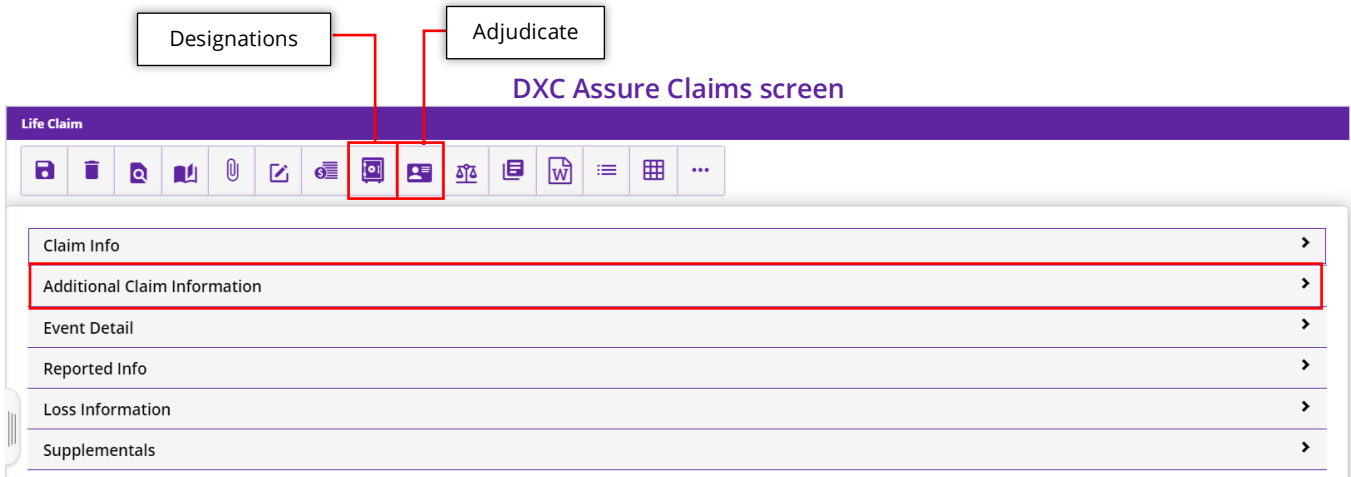 Designations
Adjudicate
DXC Assure Claims screen
Life Claim
Claim Info
Additional Claim Information
Event Detail
Reported Info
Loss Information
Supplementals